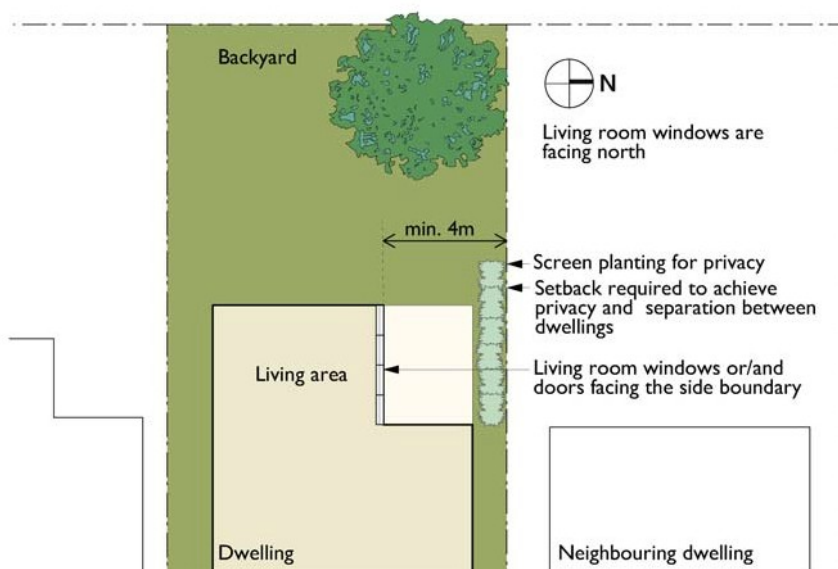 Backyard
N
Living room windows are
facing north
min. 4m
Screen planting for privacy
Setback required to achieve
privacy and separation between
dwellings
Living area
Living room windows or/and
doors facing the side boundary
Dwelling
Neighbouring dwelling